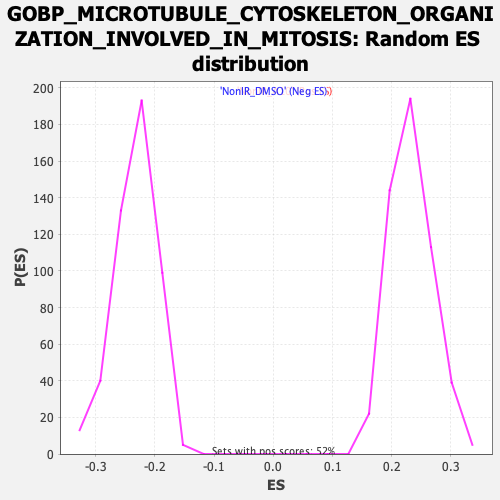 GOBP_MICROTUBULE_CYTOSKELETON_ORGANI
ZATION_INVOLVED_IN_MITOSIS: Random ES
distribution
'NonIR_DMSO' (Neg ES)
200
180
160
140
120
100
80
60
40
20
0
P(ES)
Sets with pos scores: 52%
-0.3 -0.2 -0.1 0.0 0.1 0.2 0.3
ES